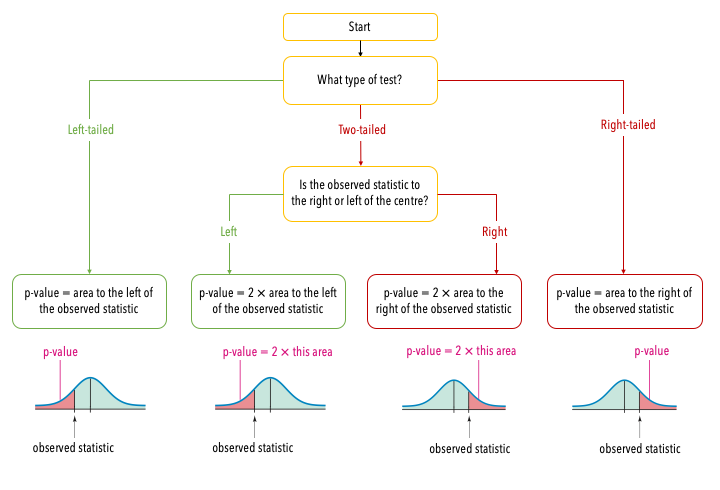 Start
What type of test?
Left-tailed
Two-tailed
Right-tailed
Is the observed statistic to
the right or left of the centre?
Left
Right
p-value = area to the left of
the observed statistic
p-value = 2 × area to the left
of the observed statistic
p-value = 2 × area to the
right of the observed statistic
p-value = area to the right of
the observed statistic
p-value
p-value = 2 × this area
p-value = 2 × this area
p-value
observed statistic
observed statistic
observed statistic
observed statistic